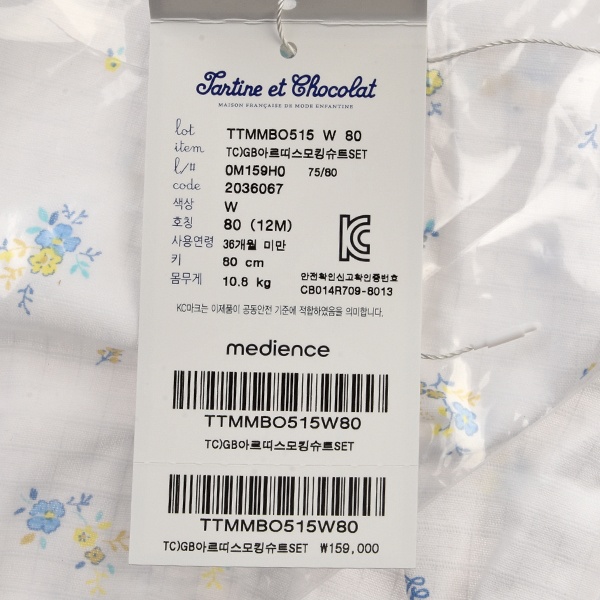 Tartine et Chocolat
MAISON FRANÇAISE DE MODE ENFANTINE
lot TTMMBO515 W 80
item TC)GB아르띠스모킹슈트SET
l/# 0M159H0 75/80
code 2036067
색상 W
호칭 80 (12M)
사용연령 36개월 미만
키 80 cm
몸무게 10.8 kg
안전확인신고확인증번호
CB014R709-8013
KC마크는 이제품이 공동안전 기준에 적합하였음을 의미합니다.
medience
TTMMBO515W80
TC)GB아르띠스모킹슈트SET
TTMMBO515W80
TC)GB아르띠스모킹슈트SET ₩159,000